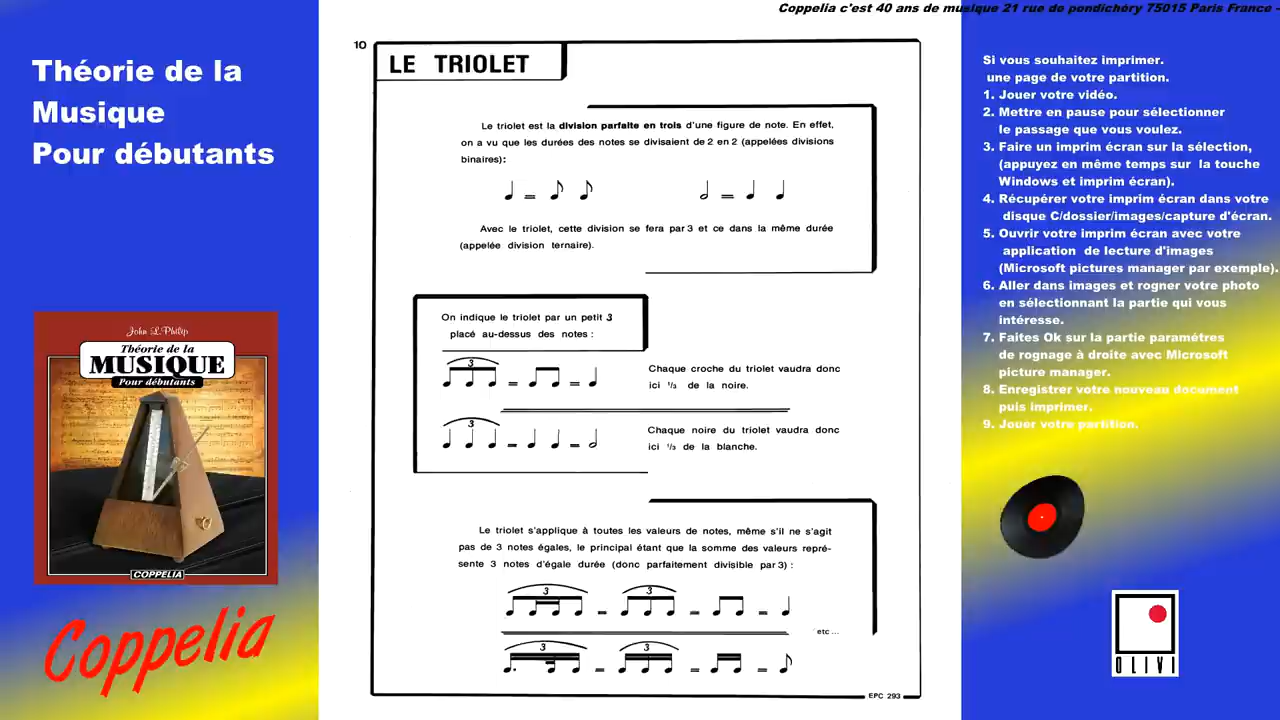 Coppelia c'est 40 ans de musique 21 rue de pondichéry 75015 Paris France -
Théorie de la
Musique
Pour débutants
John L. Philip
Théorie de la
MUSIQUE
Pour débutants
COPPELIA
Coppelia
10
LE TRIOLET
Le triolet est la division parfaite en trois d'une figure de note. En effet,
on a vu que les durées des notes se divisaient de 2 en 2 (appelées divisions
binaires):
Avec le triolet, cette division se fera par 3 et ce dans la même durée
(appelée division ternaire).
On indique le triolet par un petit 3
placé au-dessus des notes :
3
Chaque croche du triolet vaudra donc
ici 1/3 de la noire.
3
Chaque noire du triolet vaudra donc
ici 1/3 de la blanche.
Le triolet s'applique à toutes les valeurs de notes, même s'il ne s'agit
pas de 3 notes égales, le principal étant que la somme des valeurs repré-
sente 3 notes d'égale durée (donc parfaitement divisible par 3) :
3 3
etc...
3 3
EPC 293
Si vous souhaitez imprimer.
une page de votre partition.
1. Jouer votre vidéo.
2. Mettre en pause pour sélectionner
le passage que vous voulez.
3. Faire un imprim écran sur la sélection,
(appuyez en même temps sur la touche
Windows et imprim écran).
4. Récupérer votre imprim écran dans votre
disque C/dossier/images/capture d'écran.
5. Ouvrir votre imprim écran avec votre
application de lecture d'images
(Microsoft pictures manager par exemple).
6. Aller dans images et rogner votre photo
en sélectionnant la partie qui vous
intéresse.
7. Faites Ok sur la partie paramétres
de rognage à droite avec Microsoft
picture manager.
8. Enregistrer votre nouveau document
puis imprimer.
9. Jouer votre partition.
OLIVI